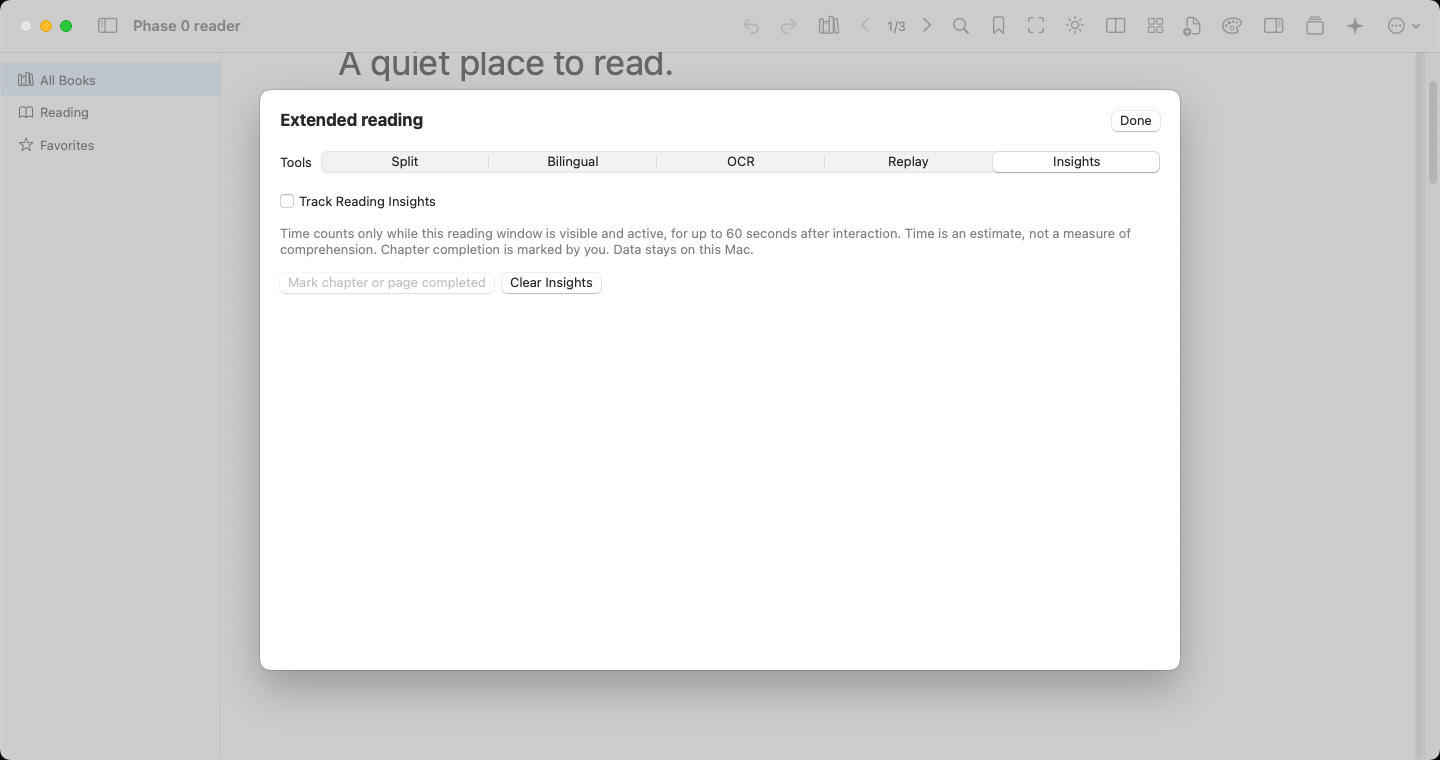 Phase 0 reader
1/3
All Books
Reading
Favorites
A quiet place to read.
Extended reading
Done
Tools
Split
Bilingual
OCR
Replay
Insights
Track Reading Insights
Time counts only while this reading window is visible and active, for up to 60 seconds after interaction. Time is an estimate, not a measure of
comprehension. Chapter completion is marked by you. Data stays on this Mac.
Mark chapter or page completed
Clear Insights